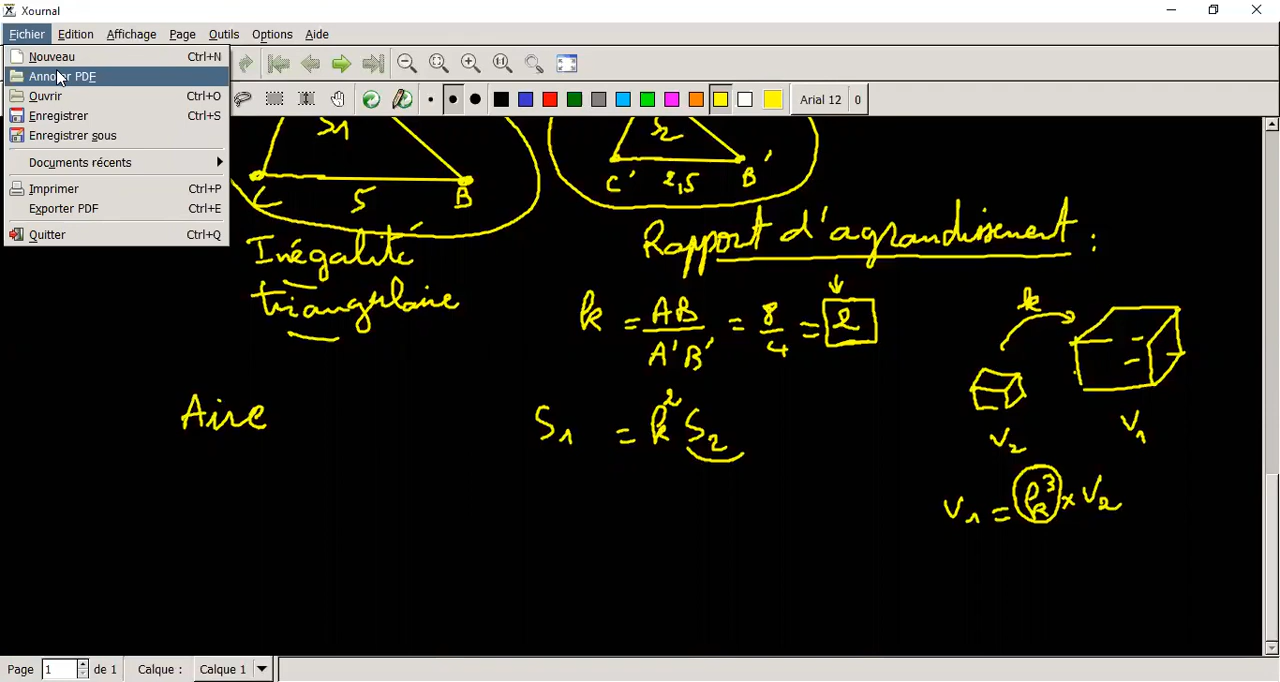 Xournal
Fichier Edition Affichage Page Outils Options Aide
Nouveau Ctrl+N
Annoter PDF
Ouvrir Ctrl+O
Enregistrer Ctrl+S
Enregistrer sous
Documents récents
Imprimer Ctrl+P
Exporter PDF Ctrl+E
Quitter Ctrl+Q
Arial 12 0
S1
C 5 B
S2
C' 2,5 B'
Inégalité
triangulaire
Rapport d'agrandissement :
k = AB/A'B' = 8/4 = 2
k
V2
V1
Aire
S1 = k² S2
V1 = k³ × V2
Page 1 de 1 Calque : Calque 1